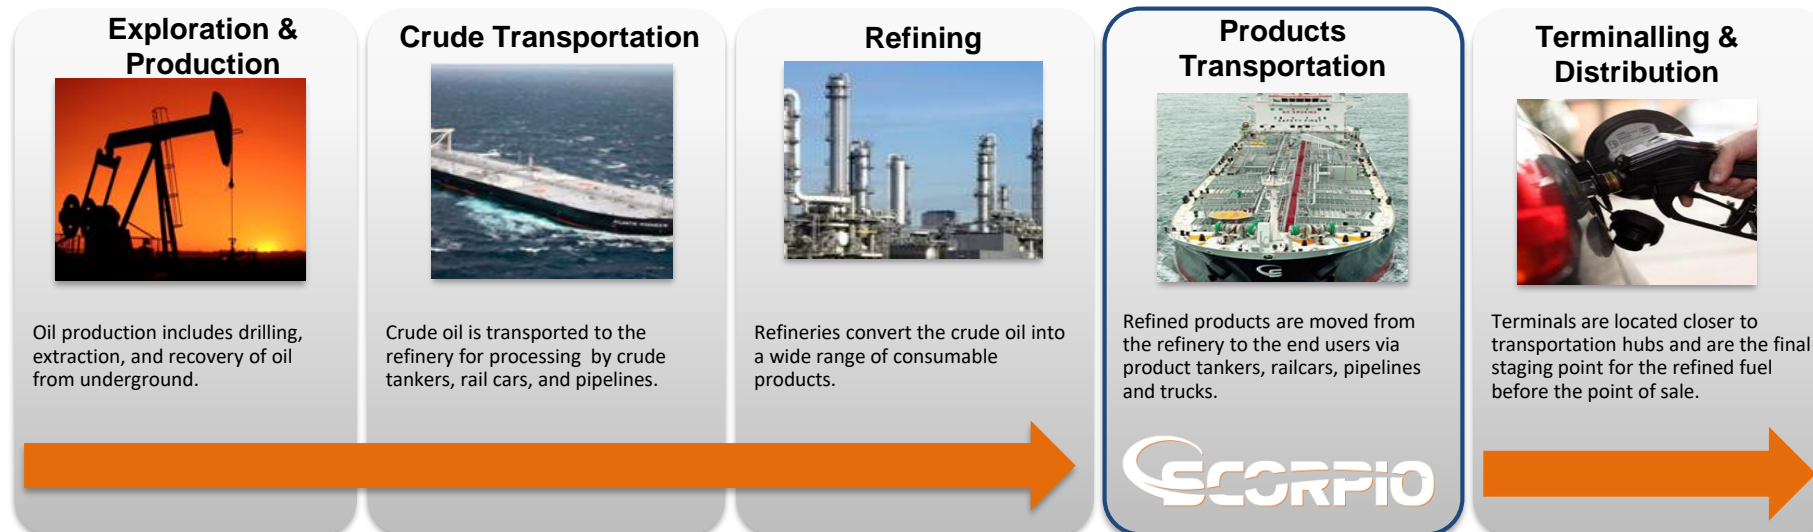 Exploration &
Production
Oil production includes drilling,
extraction, and recovery of oil
from underground.
Crude Transportation
Crude oil is transported to the
refinery for processing by crude
tankers, rail cars, and pipelines.
Refining
Refineries convert the crude oil into
a wide range of consumable
products.
Products
Transportation
NO SMOKING
SAFETY FIRST
Refined products are moved from
the refinery to the end users via
product tankers, railcars, pipelines
and trucks.
SCORPIO
Terminalling &
Distribution
Terminals are located closer to
transportation hubs and are the final
staging point for the refined fuel
before the point of sale.